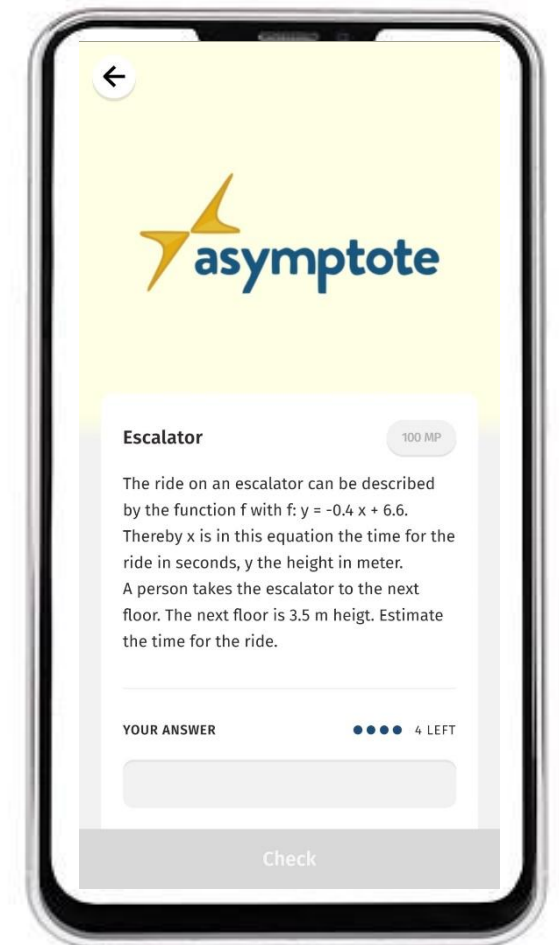 asymptote
Escalator
100 MP
The ride on an escalator can be described
by the function f with f: y = -0.4 x + 6.6.
Thereby x is in this equation the time for the
ride in seconds, y the height in meter.
A person takes the escalator to the next
floor. The next floor is 3.5 m heigt. Estimate
the time for the ride.
YOUR ANSWER
4 LEFT
Check